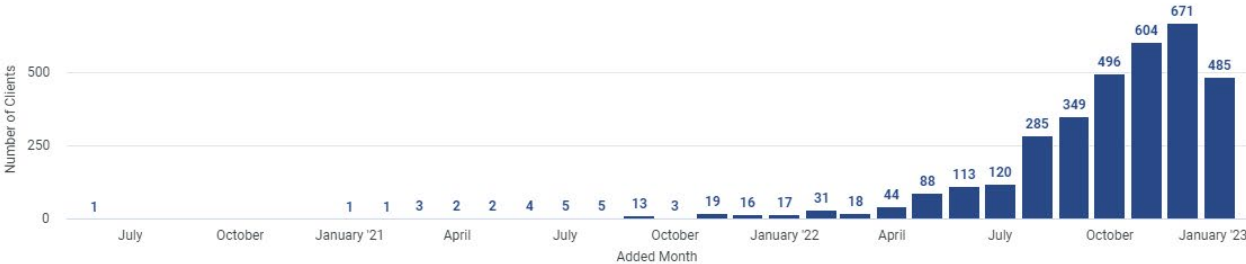 671
604
496
485
349
285
113
120
88
44
31
19
16
17
18
13
3
1
1
1
3
2
2
4
5
5
500
250
0
Number of Clients
July
October
January '21
April
July
October
January '22
April
July
October
January '23
Added Month